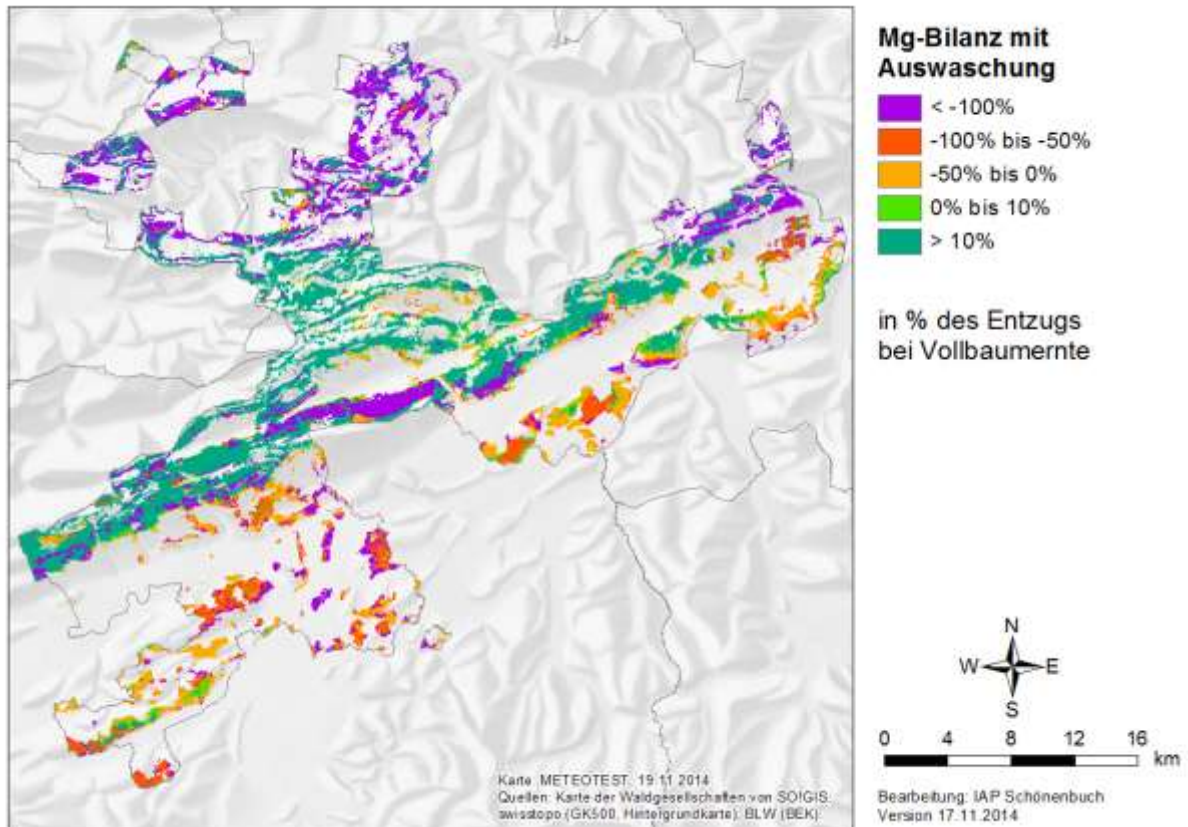 Mg-Bilanz mit
Auswaschung
< -100%
-100% bis -50%
-50% bis 0%
0% bis 10%
> 10%
in % des Entzugs
bei Vollbaumernte
N
W E
S
0 4 8 12 16
km
Karte: METEOTEST, 19.11.2014
Quellen: Karte der Waldgesellschaften von SO!GIS,
swisstopo (GK500, Hintergrundkarte), BLW (BEK)
Bearbeitung: IAP Schönenbuch
Version 17.11.2014